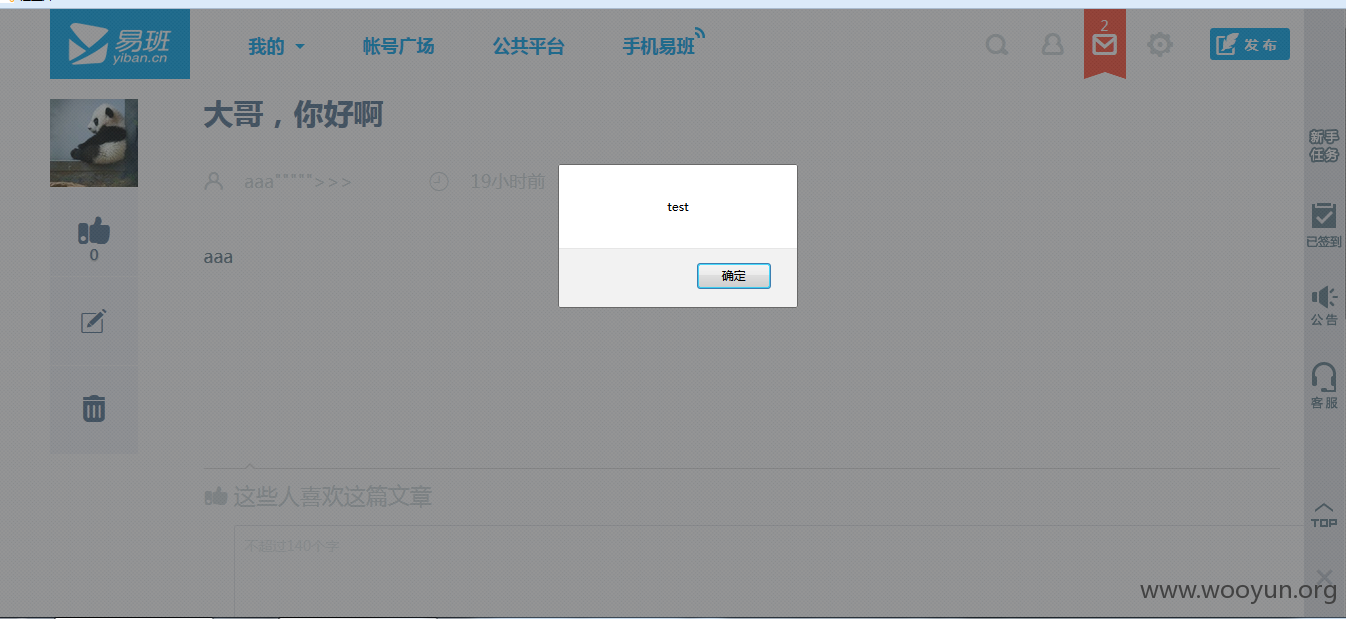 易班
yiban.cn
我的
帐号广场
公共平台
手机易班
2
发布
大哥，你好啊
aaa"""">>>
19小时前
0
aaa
test
确定
新手
任务
已签到
公告
客服
TOP
这些人喜欢这篇文章
不超过140个字
www.wooyun.org